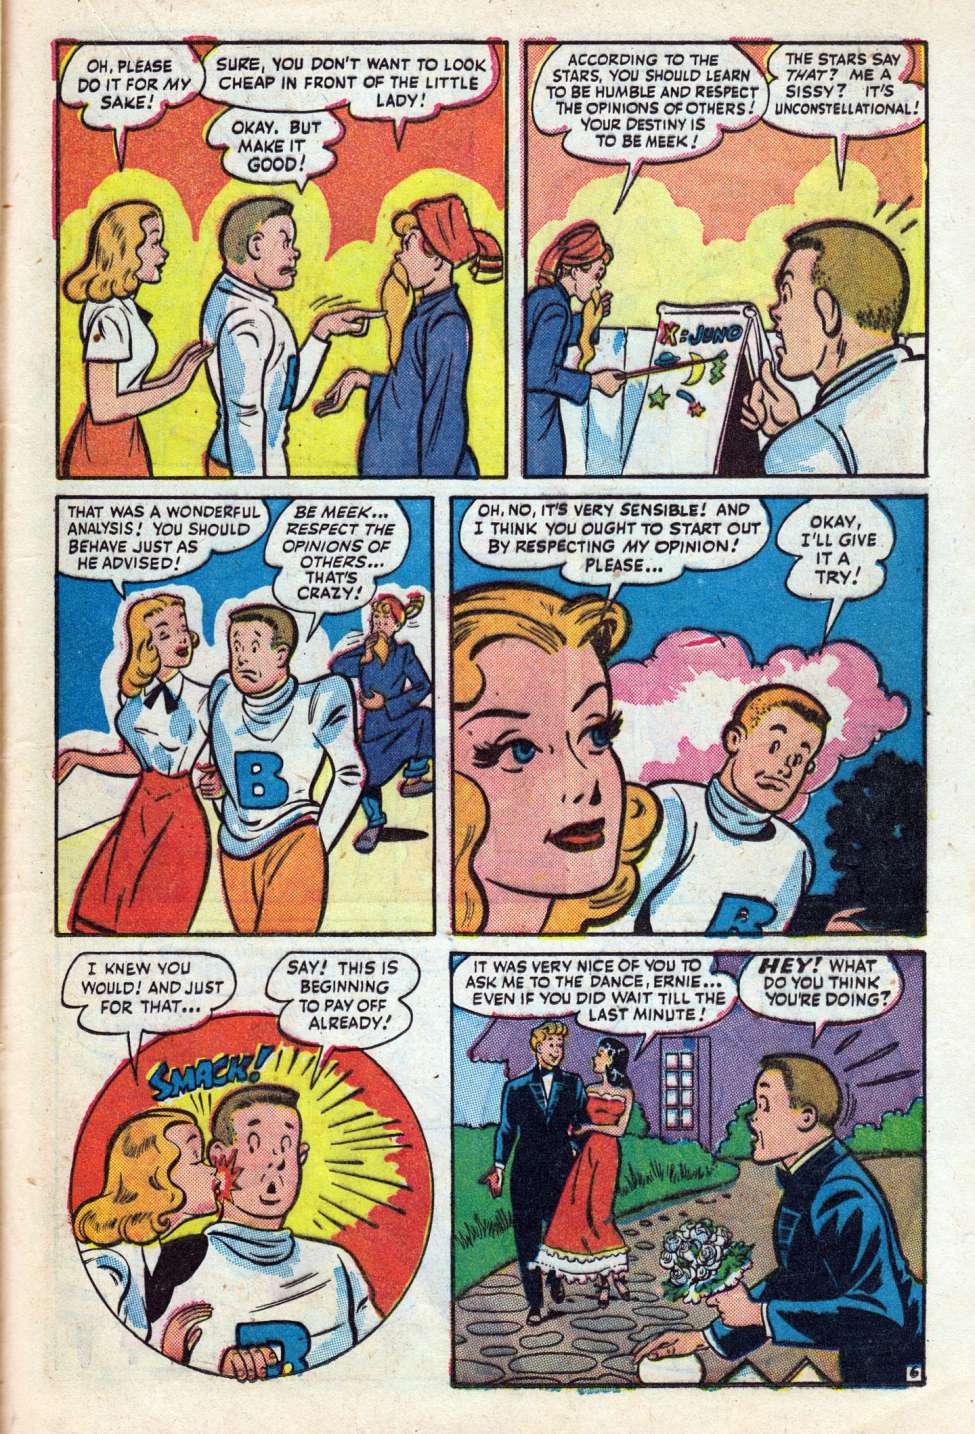 OH, PLEASE
DO IT FOR MY
SAKE!
SURE, YOU DON'T WANT TO LOOK
CHEAP IN FRONT OF THE LITTLE
LADY!
OKAY. BUT
MAKE IT
GOOD!
ACCORDING TO THE
STARS, YOU SHOULD LEARN
TO BE HUMBLE AND RESPECT
THE OPINIONS OF OTHERS!
YOUR DESTINY IS
TO BE MEEK!
THE STARS SAY
THAT? ME A
SISSY? IT'S
UNCONSTELLATIONAL!
X=JUNO
THAT WAS A WONDERFUL
ANALYSIS! YOU SHOULD
BEHAVE JUST AS
HE ADVISED!
BE MEEK...
RESPECT THE
OPINIONS OF
OTHERS...
THAT'S
CRAZY!
B
OH, NO, IT'S VERY SENSIBLE! AND
I THINK YOU OUGHT TO START OUT
BY RESPECTING MY OPINION!
PLEASE...
OKAY,
I'LL GIVE
IT A
TRY!
B
I KNEW YOU
WOULD! AND JUST
FOR THAT...
SAY! THIS IS
BEGINNING
TO PAY OFF
ALREADY!
SMACK!
B
IT WAS VERY NICE OF YOU TO
ASK ME TO THE DANCE, ERNIE...
EVEN IF YOU DID WAIT TILL THE
LAST MINUTE!
HEY! WHAT
DO YOU THINK
YOU'RE DOING?
6